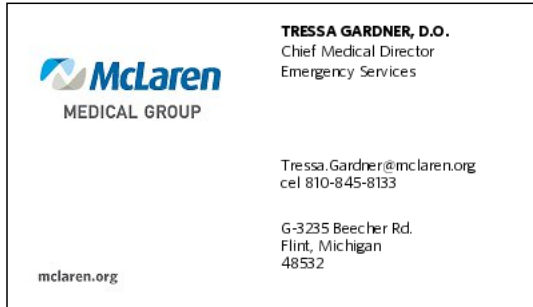 McLaren
MEDICAL GROUP
mclaren.org
TRESSA GARDNER, D.O.
Chief Medical Director
Emergency Services
Tressa.Gardner@mclaren.org
cel 810-845-8133
G-3235 Beecher Rd.
Flint, Michigan
48532